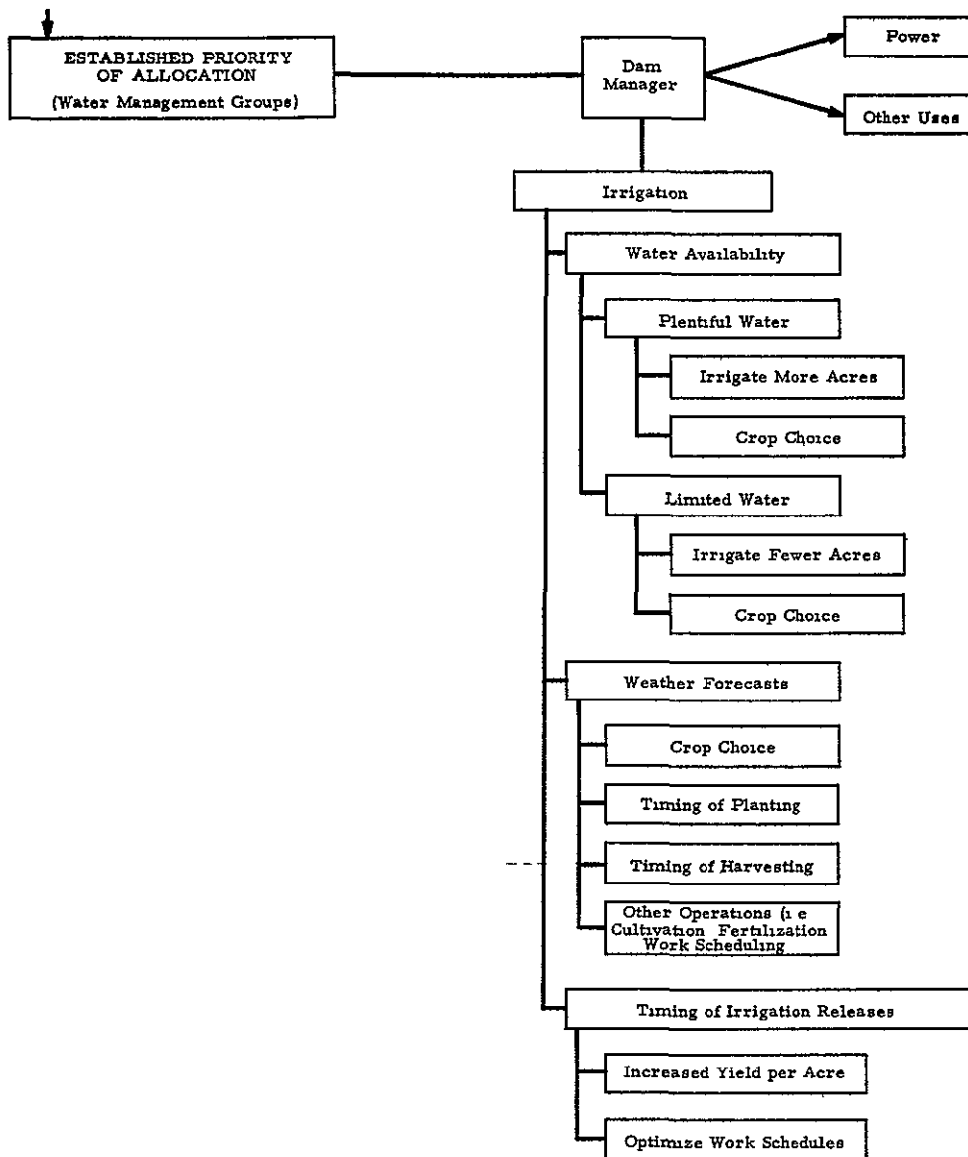 ESTABLISHED PRIORITY
OF ALLOCATION
(Water Management Groups)
Dam
Manager
Power
Other Uses
Irrigation
Water Availability
Plentiful Water
Irrigate More Acres
Crop Choice
Limited Water
Irrigate Fewer Acres
Crop Choice
Weather Forecasts
Crop Choice
Timing of Planting
Timing of Harvesting
Other Operations (i e
Cultivation Fertilization
Work Scheduling
Timing of Irrigation Releases
Increased Yield per Acre
Optimize Work Schedules